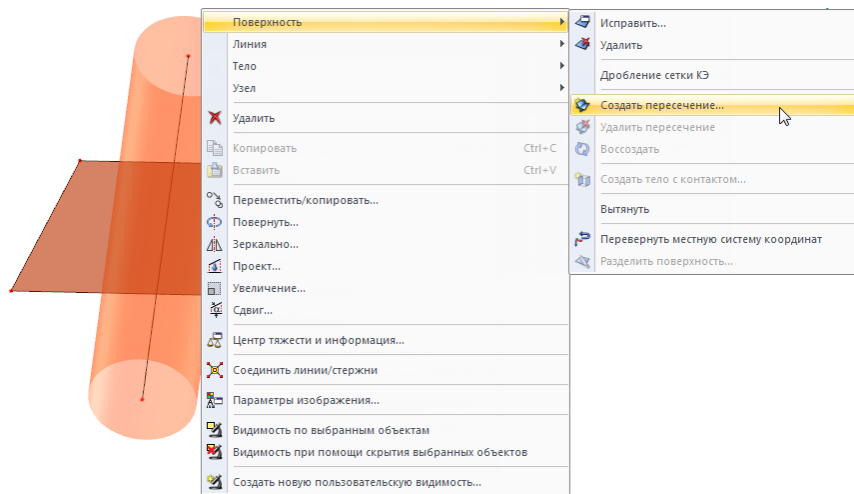 Поверхность
Линия
Тело
Узел
Удалить
Копировать Ctrl+C
Вставить Ctrl+V
Переместить/копировать...
Повернуть...
Зеркально...
Проект...
Увеличение...
Сдвиг...
Центр тяжести и информация...
Соединить линии/стержни
Параметры изображения...
Видимость по выбранным объектам
Видимость при помощи скрытия выбранных объектов
Создать новую пользовательскую видимость...
Исправить...
Удалить
Дробление сетки КЭ
Создать пересечение...
Удалить пересечение
Воссоздать
Создать тело с контактом...
Вытянуть
Перевернуть местную систему координат
Разделить поверхность...